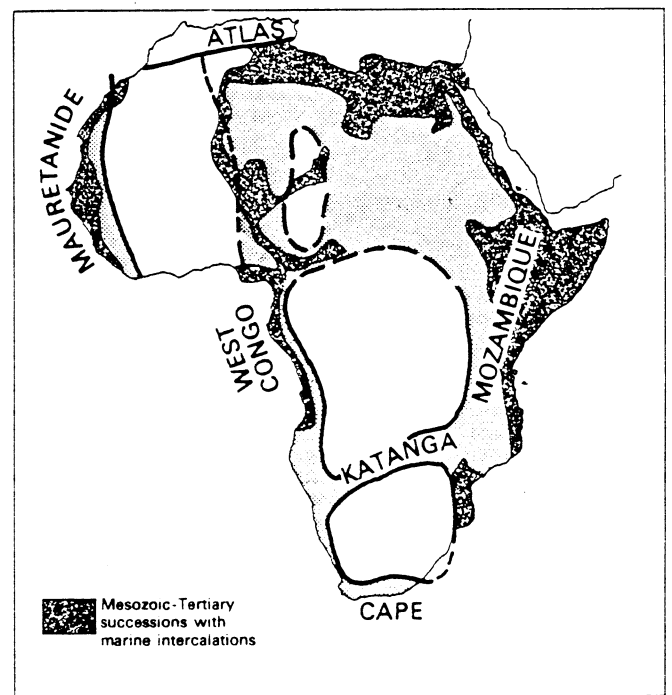 ATLAS
MAURETANIDE
WEST
CONGO
MOZAMBIQUE
KATANGA
CAPE
Mesozoic-Tertiary
successions with
marine intercalations